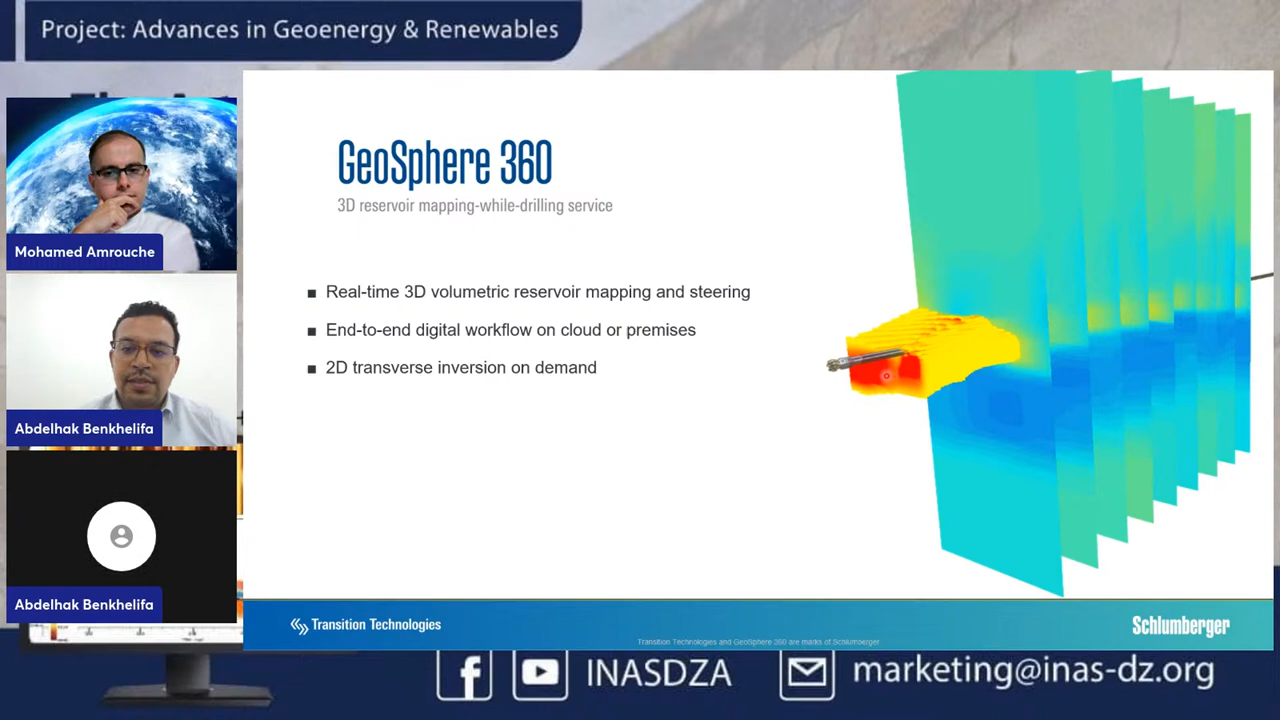 Project: Advances in Geoenergy & Renewables
GeoSphere 360
3D reservoir mapping-while-drilling service
Mohamed Amrouche
■ Real-time 3D volumetric reservoir mapping and steering
■ End-to-end digital workflow on cloud or premises
■ 2D transverse inversion on demand
Abdelhak Benkhelifa
Abdelhak Benkhelifa
Transition Technologies
Schlumberger
Transition Technologies and GeoSphere 360 are marks of Schlumberger
INASDZA
marketing@inas-dz.org